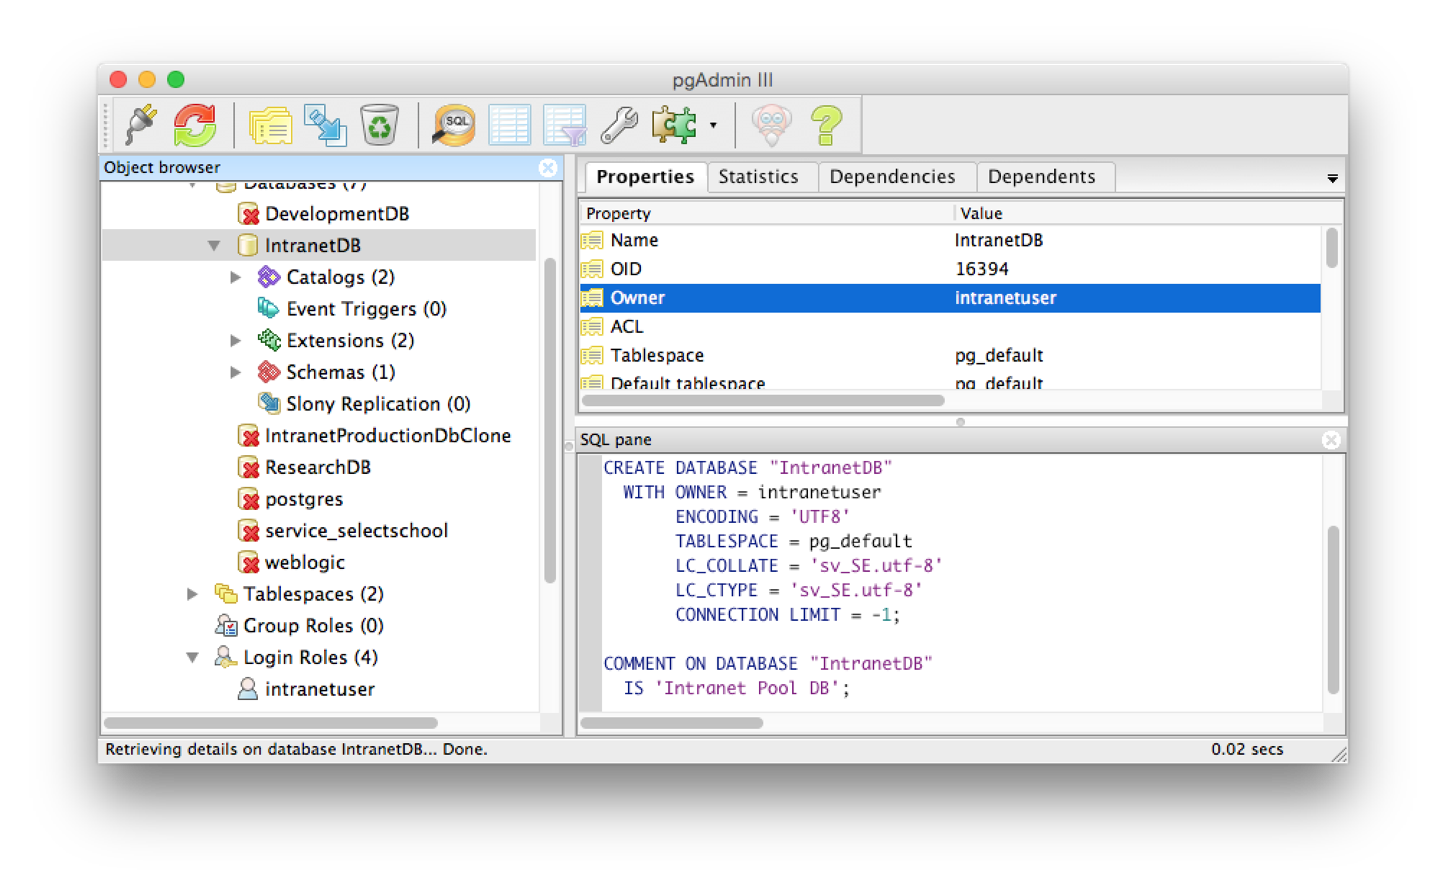 pgAdmin III
SQL
Object browser
Databases (7)
DevelopmentDB
IntranetDB
Catalogs (2)
Event Triggers (0)
Extensions (2)
Schemas (1)
Slony Replication (0)
IntranetProductionDbClone
ResearchDB
postgres
service_selectschool
weblogic
Tablespaces (2)
Group Roles (0)
Login Roles (4)
intranetuser
Properties Statistics Dependencies Dependents
Property Value
Name IntranetDB
OID 16394
Owner intranetuser
ACL
Tablespace pg_default
Default tablespace pg_default
SQL pane
CREATE DATABASE "IntranetDB"
WITH OWNER = intranetuser
ENCODING = 'UTF8'
TABLESPACE = pg_default
LC_COLLATE = 'sv_SE.utf-8'
LC_CTYPE = 'sv_SE.utf-8'
CONNECTION LIMIT = -1;
COMMENT ON DATABASE "IntranetDB"
IS 'Intranet Pool DB';
Retrieving details on database IntranetDB... Done. 0.02 secs